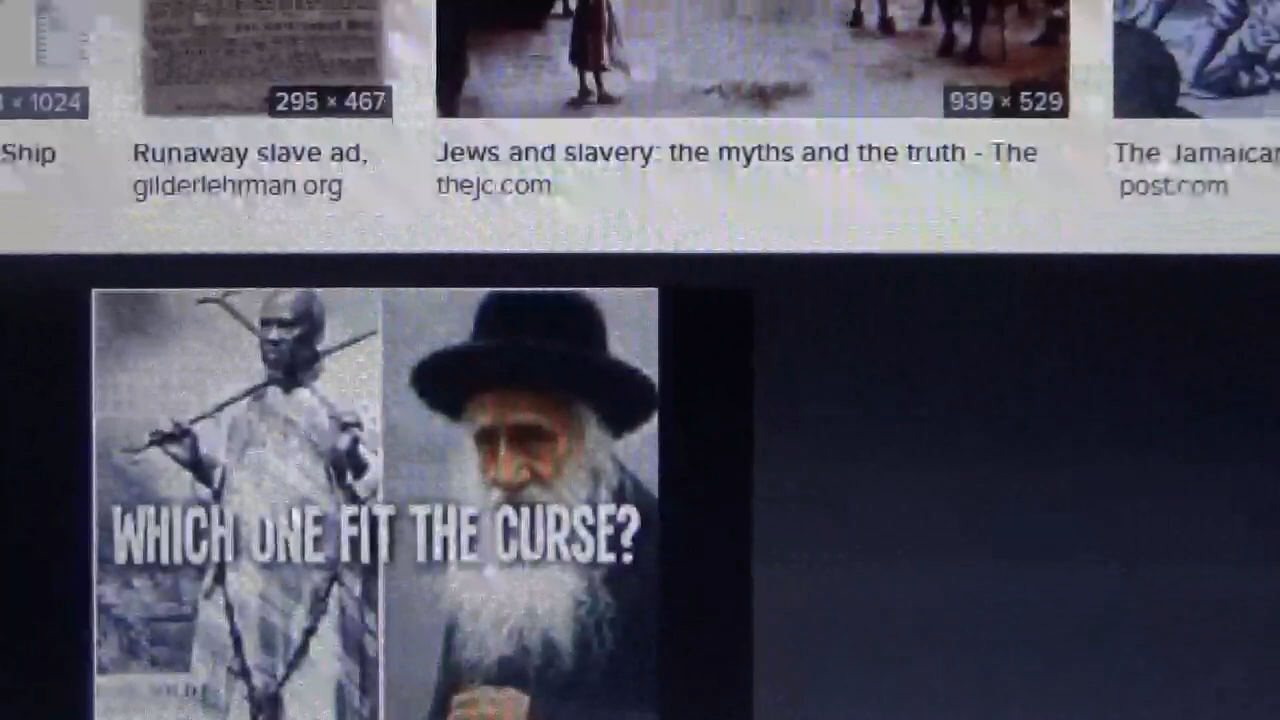 × 1024
295 × 467
939 × 529
Ship
Runaway slave ad,
gilderlehrman.org
Jews and slavery: the myths and the truth - The
thejc.com
The Jamaican
post.com
WHICH ONE FIT THE CURSE?